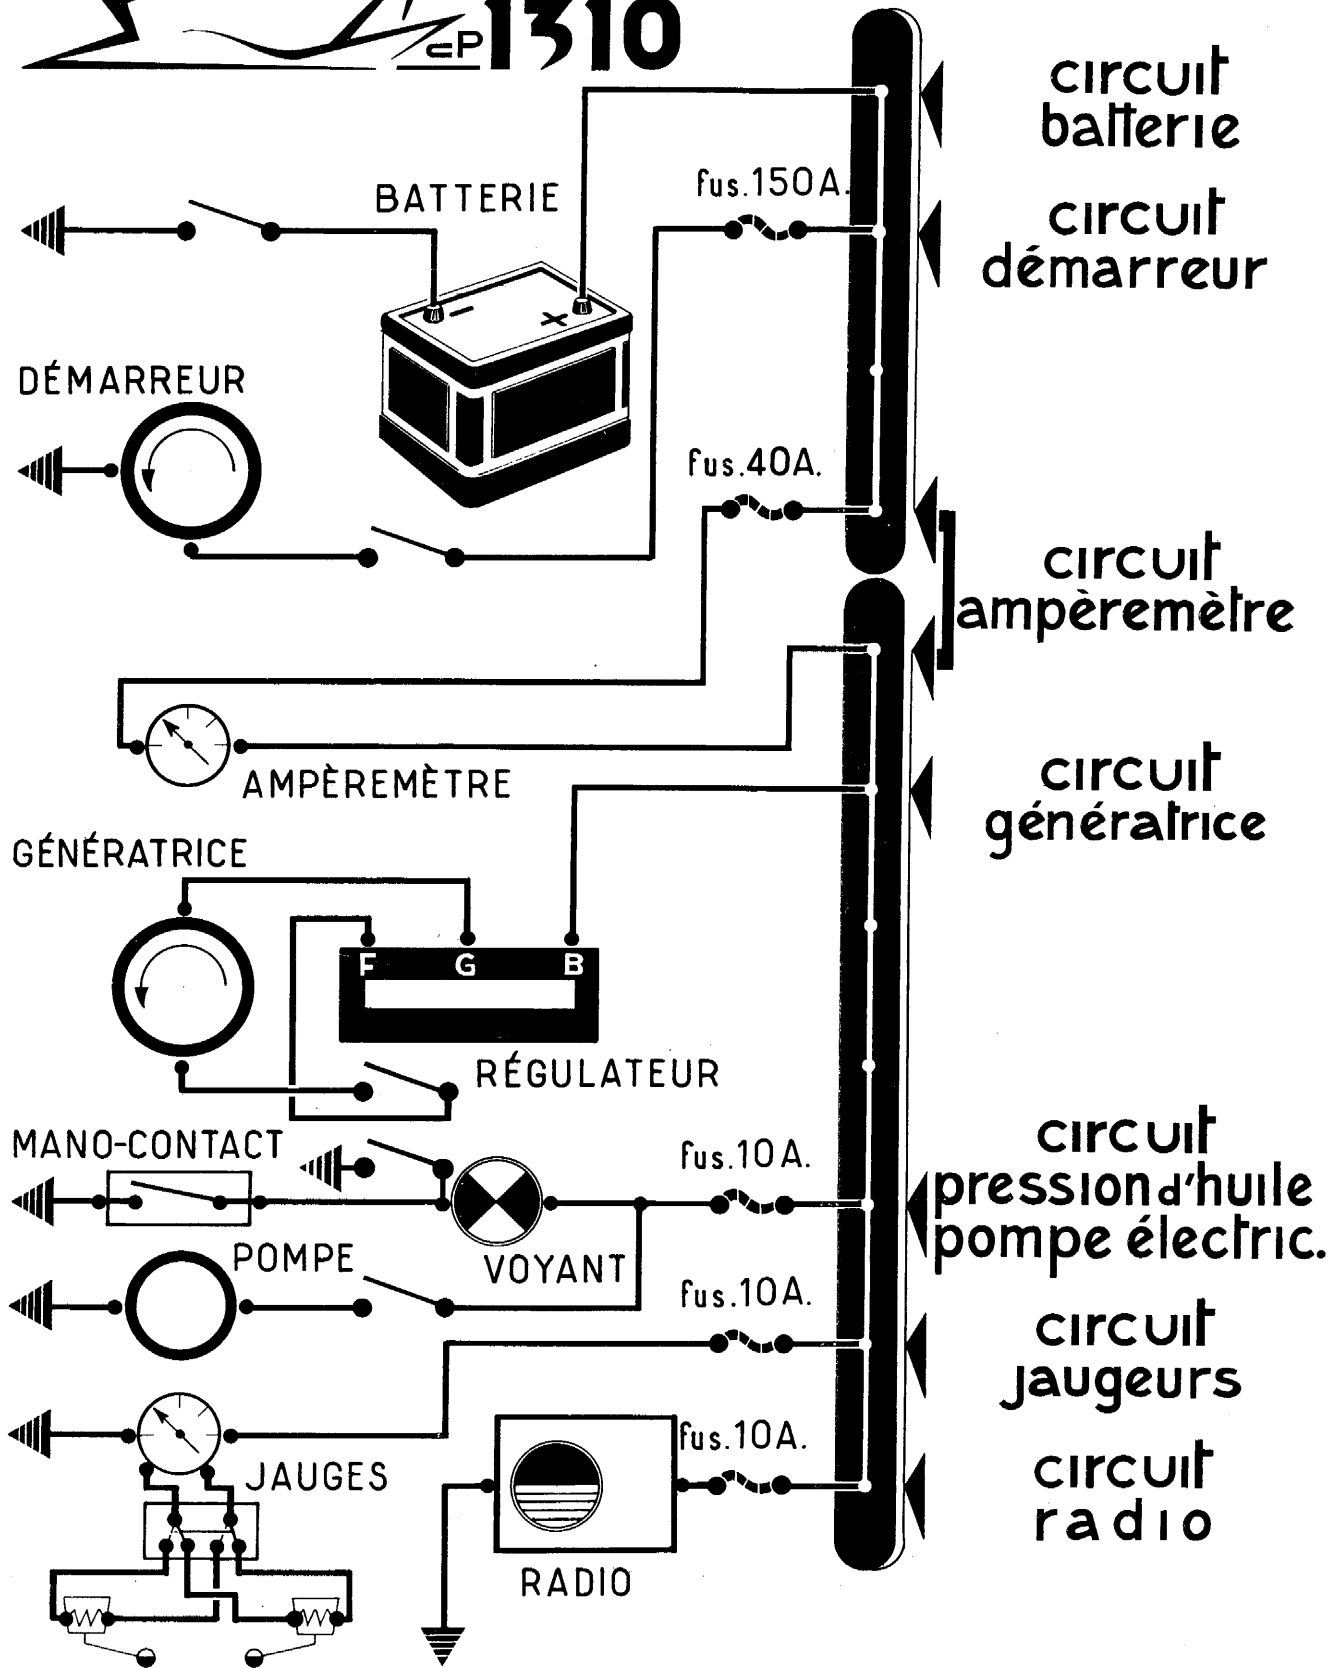 cP 1310
circuit
batterie
fus.150A.
BATTERIE
circuit
démarreur
- +
DÉMARREUR
fus.40A.
circuit
ampèremètre
AMPÈREMÈTRE
circuit
génératrice
GÉNÉRATRICE
F G B
RÉGULATEUR
MANO-CONTACT
fus.10A.
circuit
pression d'huile
pompe électric.
POMPE
VOYANT
fus.10A.
circuit
jaugeurs
JAUGES
fus.10A.
circuit
radio
RADIO